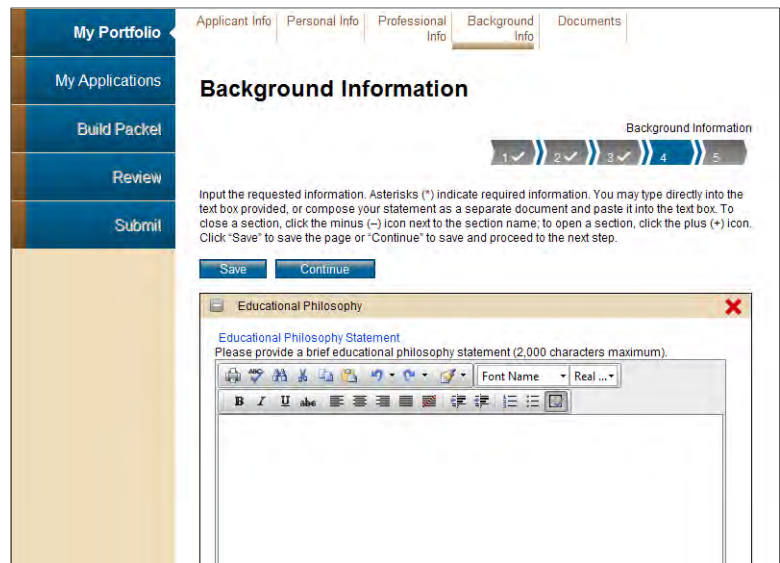 My Portfolio
My Applications
Build Packet
Review
Submit
Applicant Info
Personal Info
Professional
Info
Background
Info
Documents
Background Information
Background Information
1
2
3
4
5
Input the requested information. Asterisks (*) indicate required information. You may type directly into the
text box provided, or compose your statement as a separate document and paste it into the text box. To
close a section, click the minus (–) icon next to the section name; to open a section, click the plus (+) icon.
Click “Save” to save the page or “Continue” to save and proceed to the next step.
Save
Continue
Educational Philosophy
Educational Philosophy Statement
Please provide a brief educational philosophy statement (2,000 characters maximum).
ABC
Font Name
Real ...
B I U abc